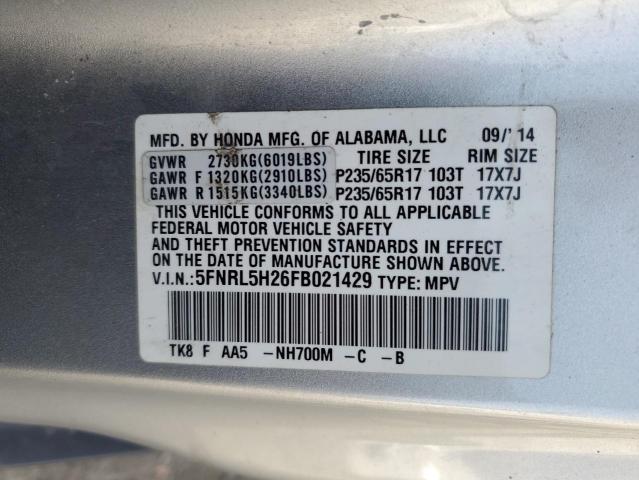 MFD. BY HONDA MFG. OF ALABAMA, LLC 09/'14
GVWR 2730KG(6019LBS) TIRE SIZE RIM SIZE
GAWR F 1320KG(2910LBS) P235/65R17 103T 17X7J
GAWR R 1515KG(3340LBS) P235/65R17 103T 17X7J
THIS VEHICLE CONFORMS TO ALL APPLICABLE
FEDERAL MOTOR VEHICLE SAFETY
AND THEFT PREVENTION STANDARDS IN EFFECT
ON THE DATE OF MANUFACTURE SHOWN ABOVE.
V.I.N.:5FNRL5H26FB021429 TYPE: MPV
TK8 F AA5 -NH700M -C -B